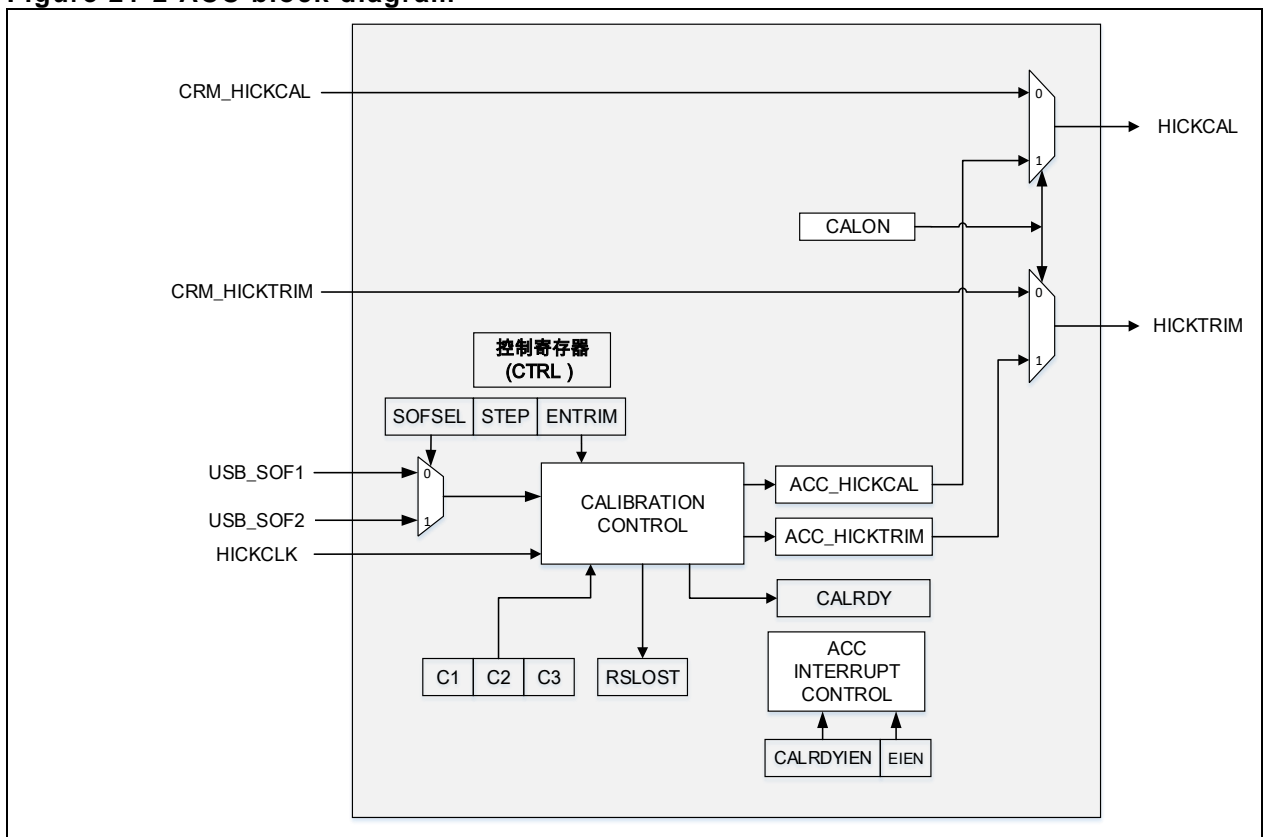 Figure 21-2 ACC block diagram
CRM_HICKCAL
0
HICKCAL
1
CALON
CRM_HICKTRIM
0
HICKTRIM
控制寄存器
(CTRL )
1
SOFSEL STEP ENTRIM
USB_SOF1
0
CALIBRATION
CONTROL
ACC_HICKCAL
USB_SOF2
1
ACC_HICKTRIM
HICKCLK
CALRDY
C1 C2 C3
RSLOST
ACC
INTERRUPT
CONTROL
CALRDYIEN EIEN